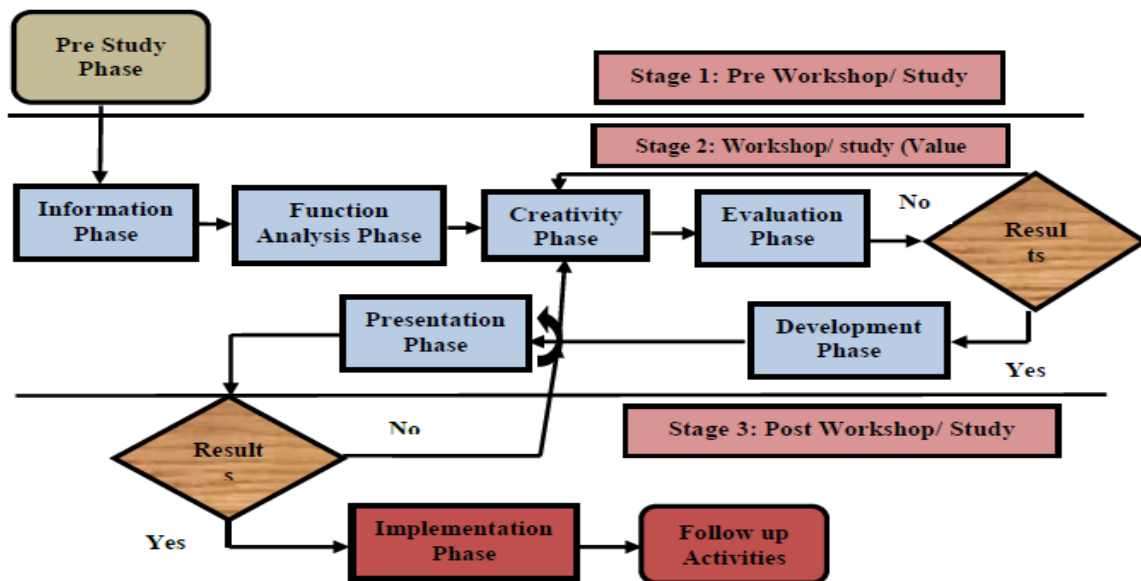 Pre Study
Phase
Stage 1: Pre Workshop/ Study
Stage 2: Workshop/ study (Value
Information
Phase
Function
Analysis Phase
Creativity
Phase
Evaluation
Phase
No
Resul
ts
Presentation
Phase
Development
Phase
Yes
Stage 3: Post Workshop/ Study
No
Result
s
Yes
Implementation
Phase
Follow up
Activities